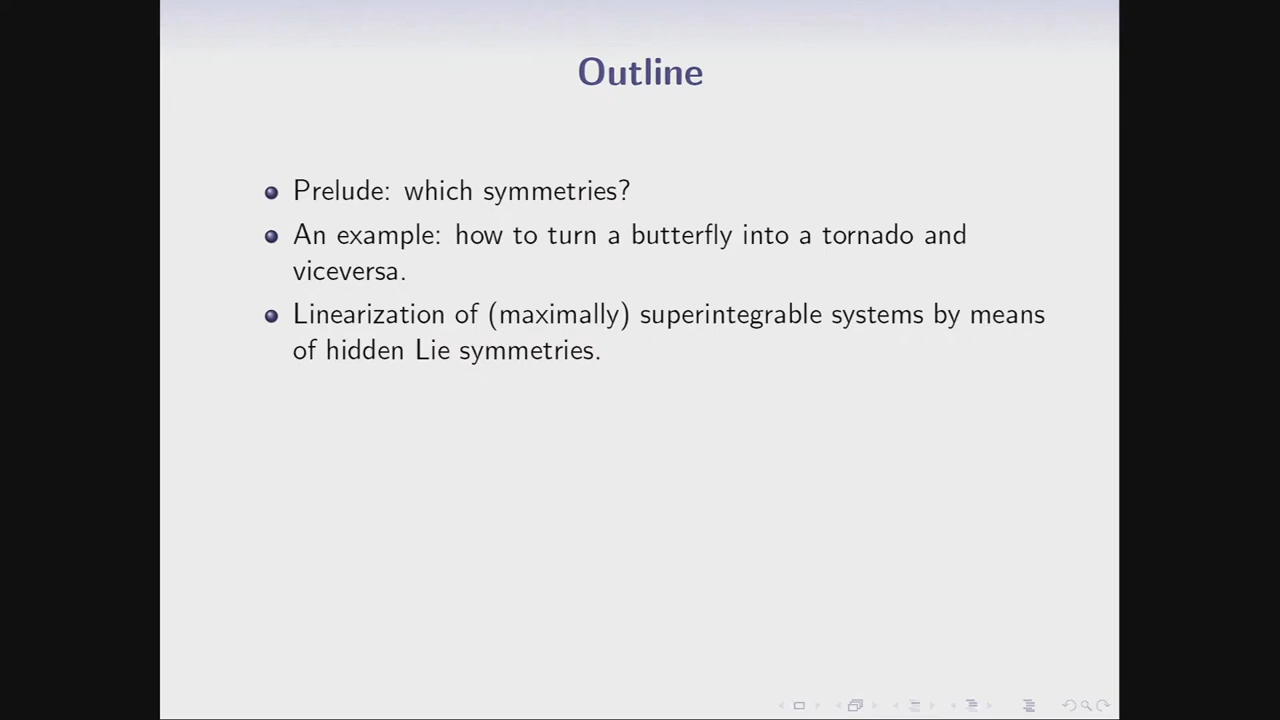 Outline
Prelude: which symmetries?
An example: how to turn a butterfly into a tornado and
viceversa.
Linearization of (maximally) superintegrable systems by means
of hidden Lie symmetries.